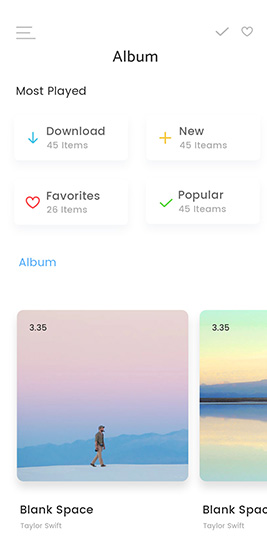 Album
Most Played
Download
45 Items
New
45 Iteams
Favorites
26 Items
Popular
45 Iteams
Album
3.35
3.35
Blank Space
Taylor Swift
Blank Spac
Taylor Swift